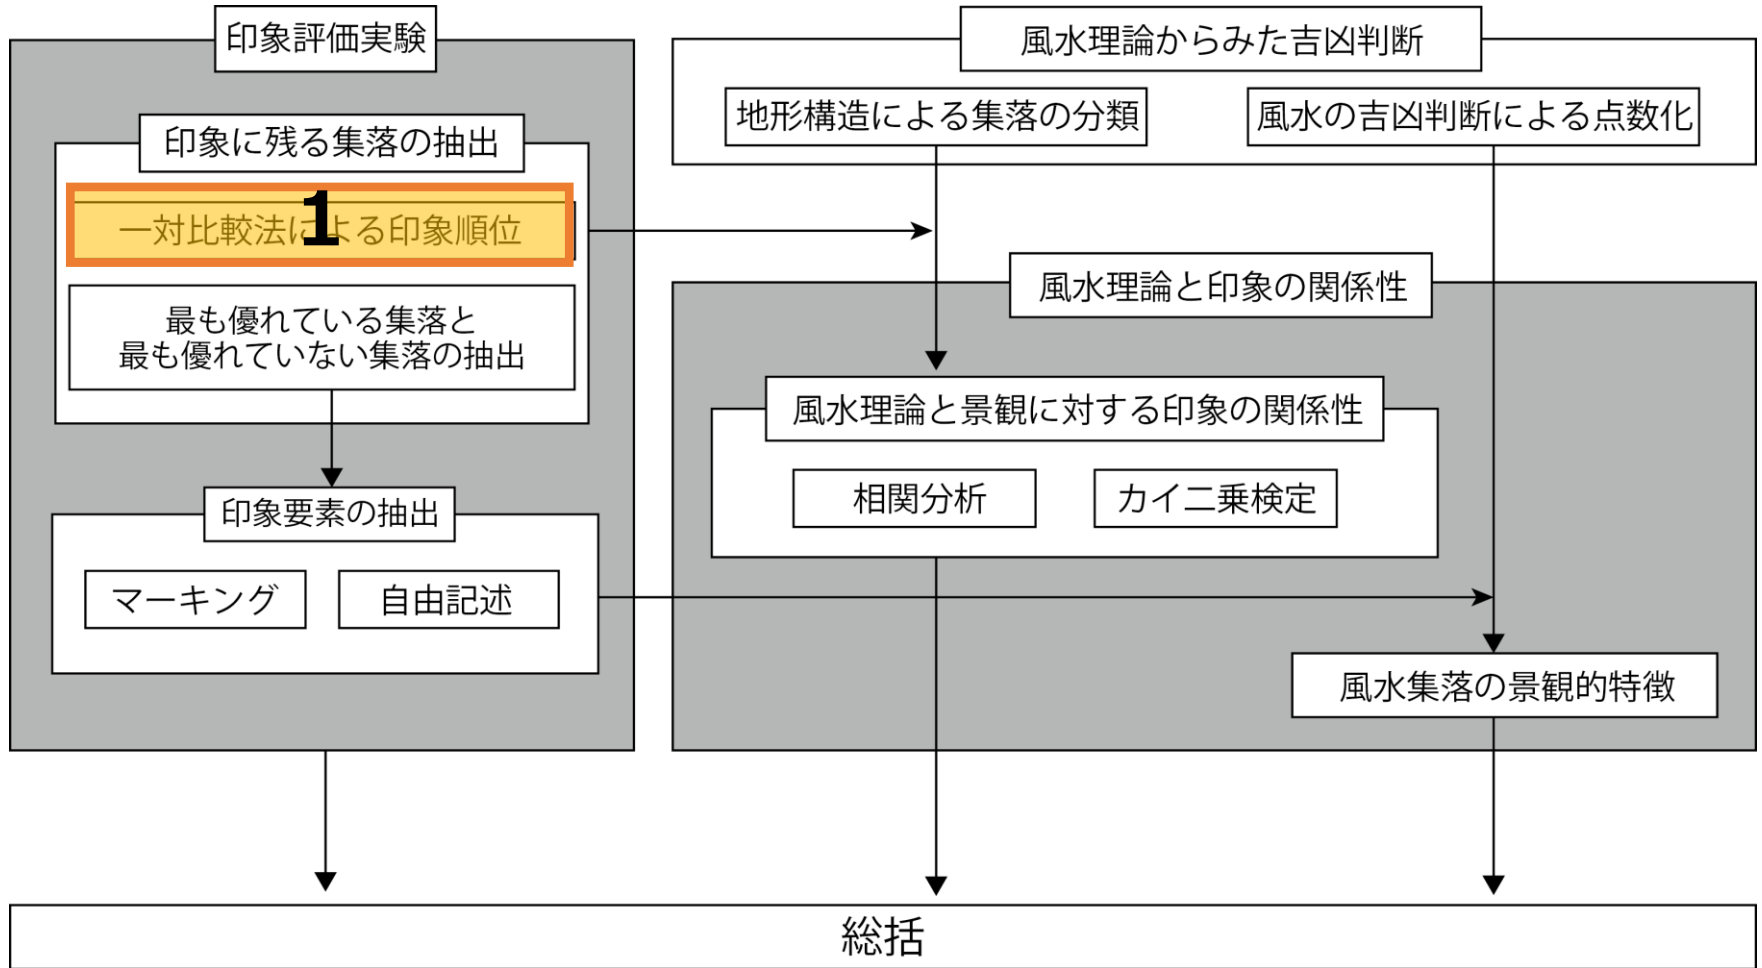 印象評価実験
印象に残る集落の抽出
1
一対比較法による印象順位
最も優れている集落と
最も優れていない集落の抽出
印象要素の抽出
マーキング
自由記述
風水理論からみた吉凶判断
地形構造による集落の分類
風水の吉凶判断による点数化
風水理論と印象の関係性
風水理論と景観に対する印象の関係性
相関分析
カイ二乗検定
風水集落の景観的特徴
総括